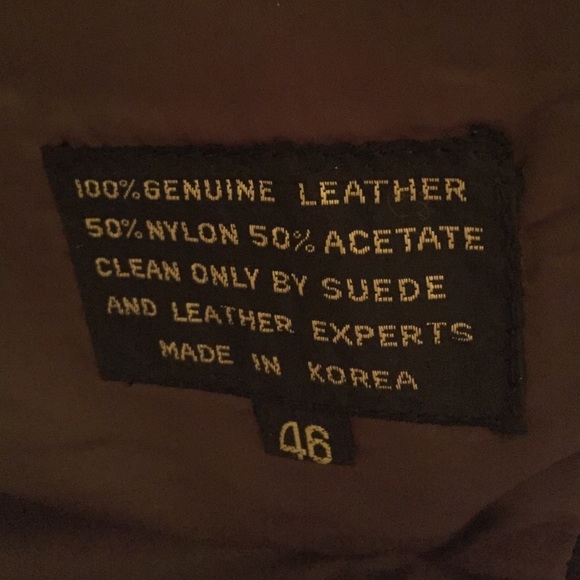 100% GENUINE LEATHER
50% NYLON 50% ACETATE
CLEAN ONLY BY SUEDE
AND LEATHER EXPERTS
MADE IN KOREA
46